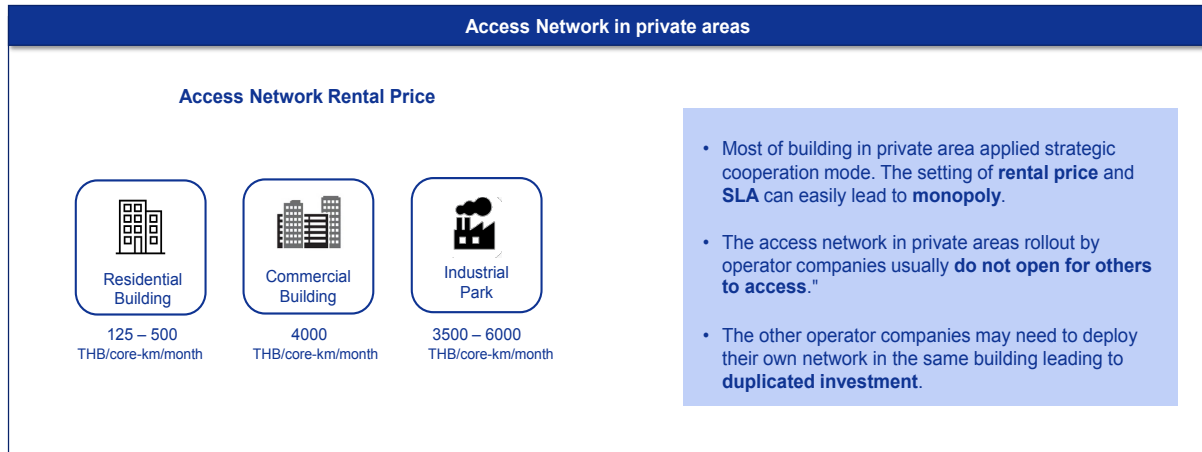 Access Network in private areas
Access Network Rental Price
Residential
Building
125 – 500
THB/core-km/month
Commercial
Building
4000
THB/core-km/month
Industrial
Park
3500 – 6000
THB/core-km/month
• Most of building in private area applied strategic
cooperation mode. The setting of rental price and
SLA can easily lead to monopoly.
• The access network in private areas rollout by
operator companies usually do not open for others
to access."
• The other operator companies may need to deploy
their own network in the same building leading to
duplicated investment.